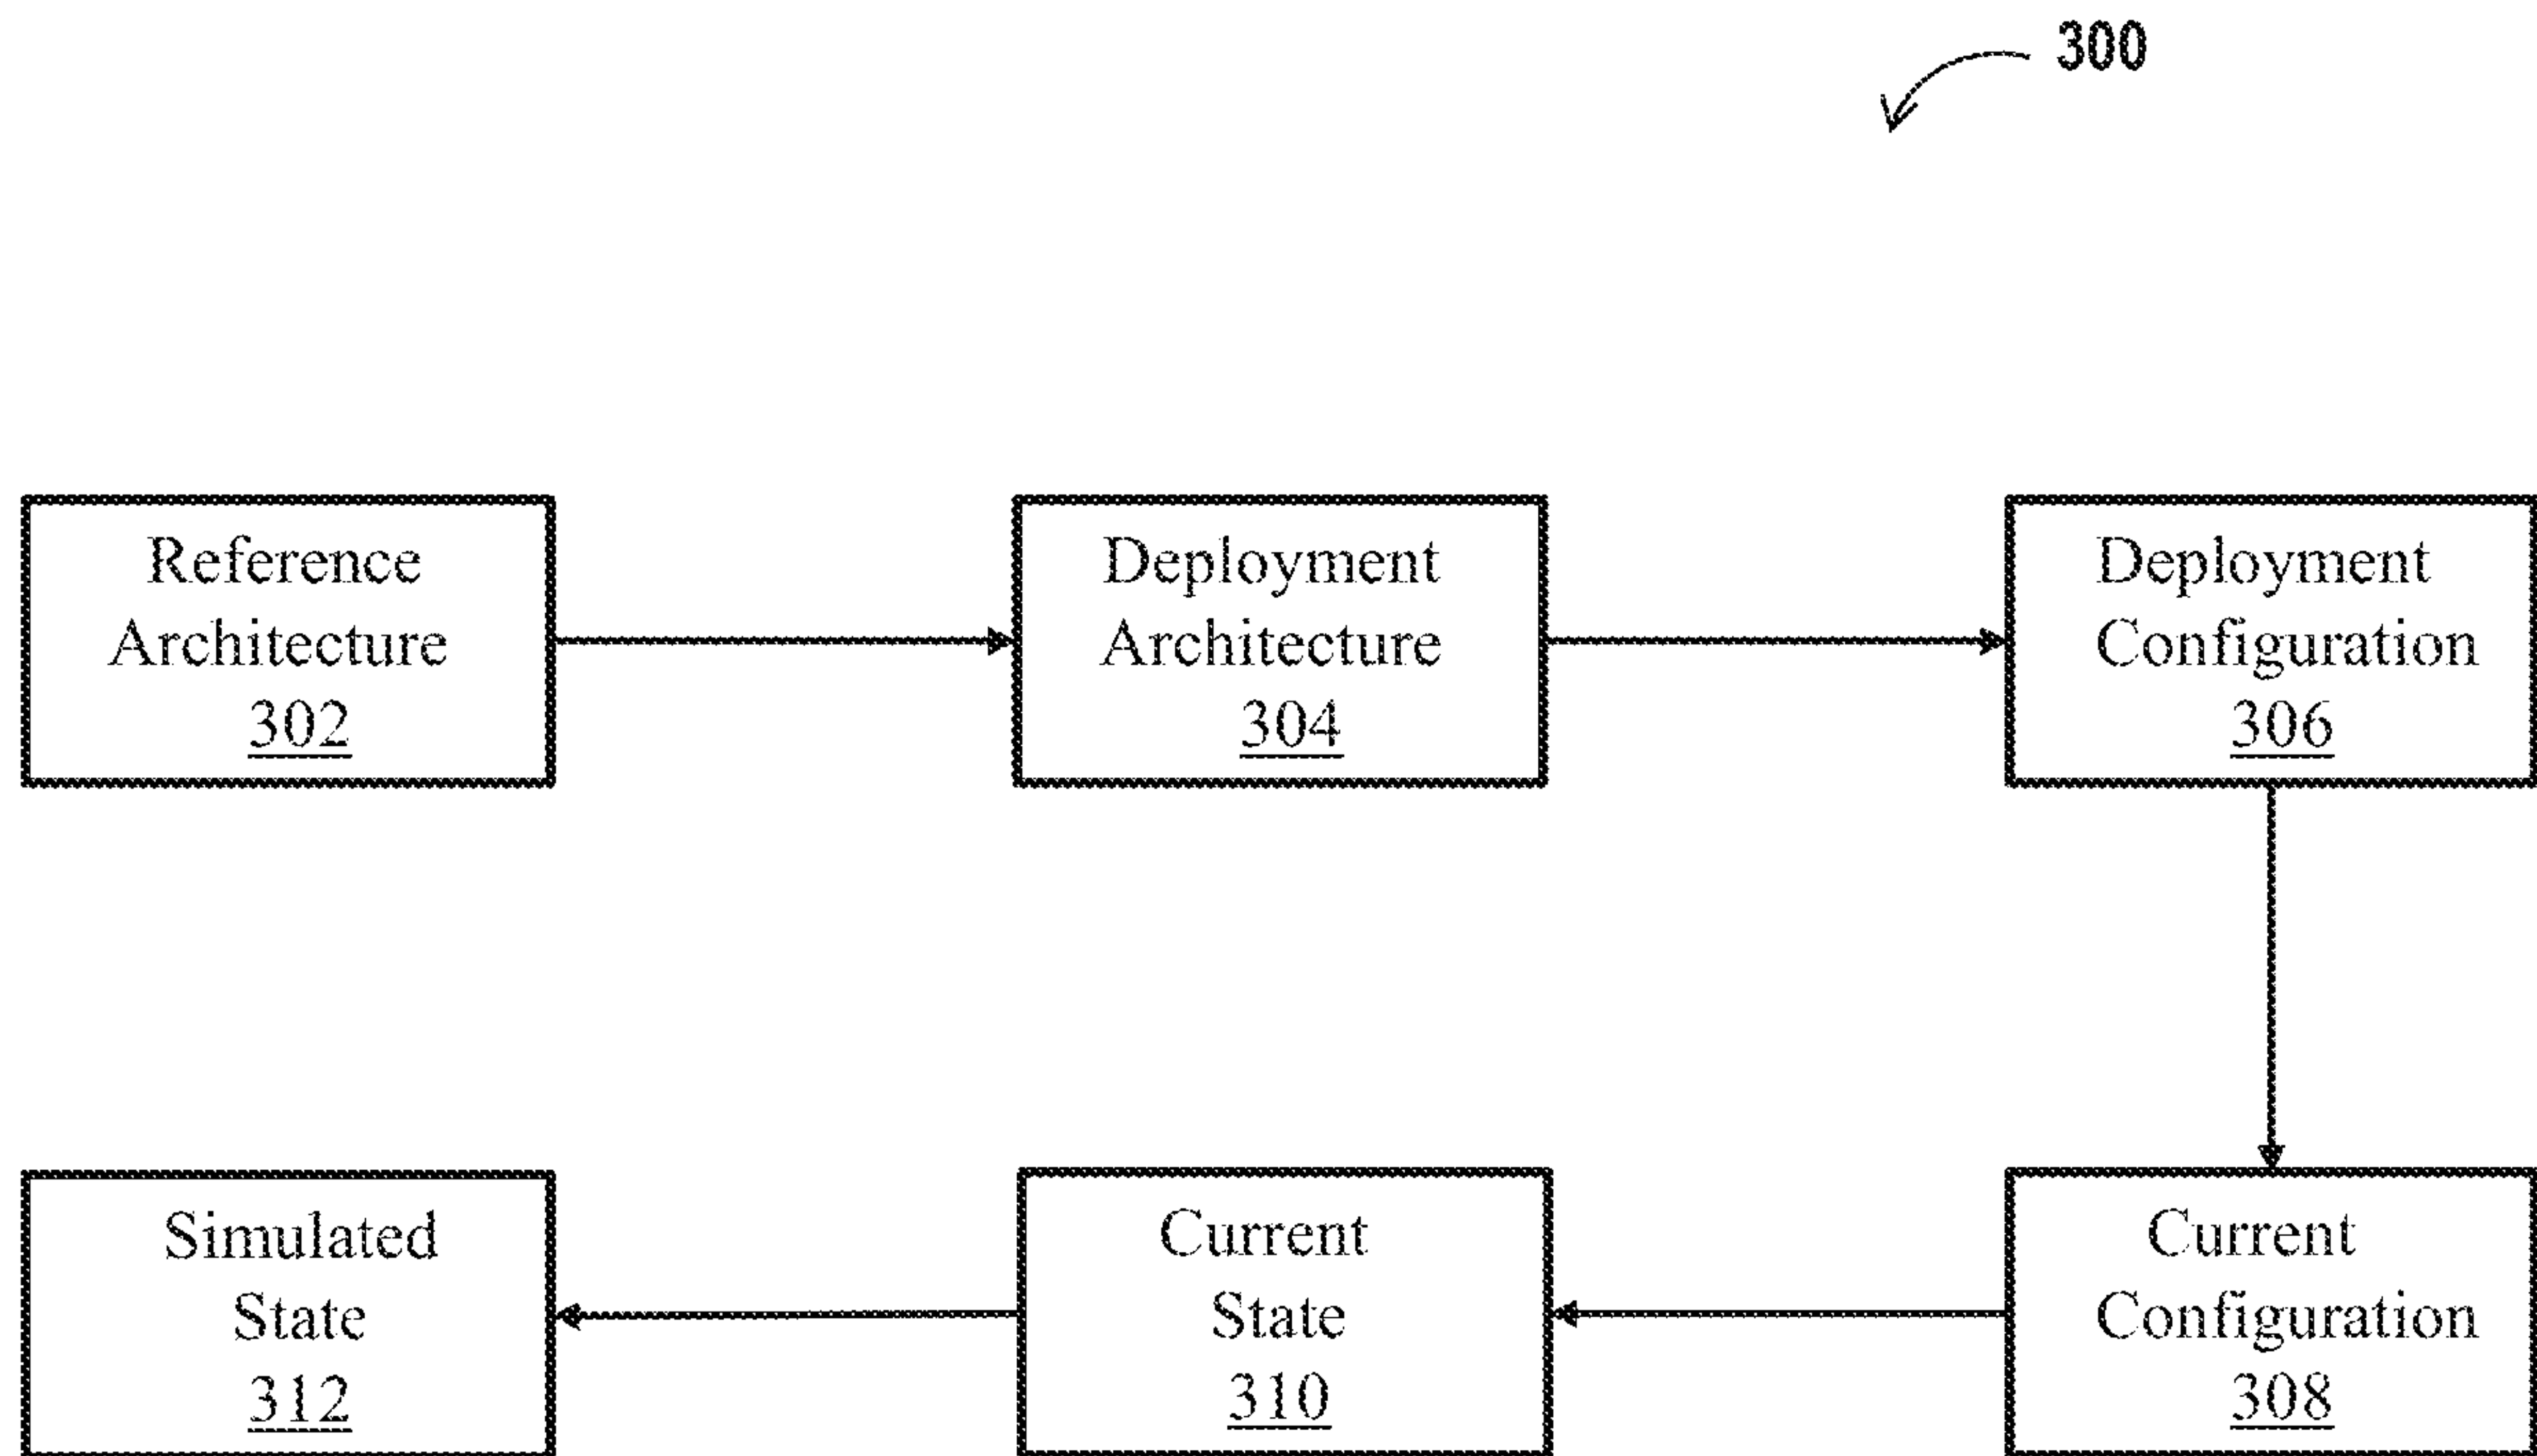 300
Reference
Architecture
302
Deployment
Architecture
304
Deployment
Configuration
306
Simulated
State
312
Current
State
310
Current
Configuration
308